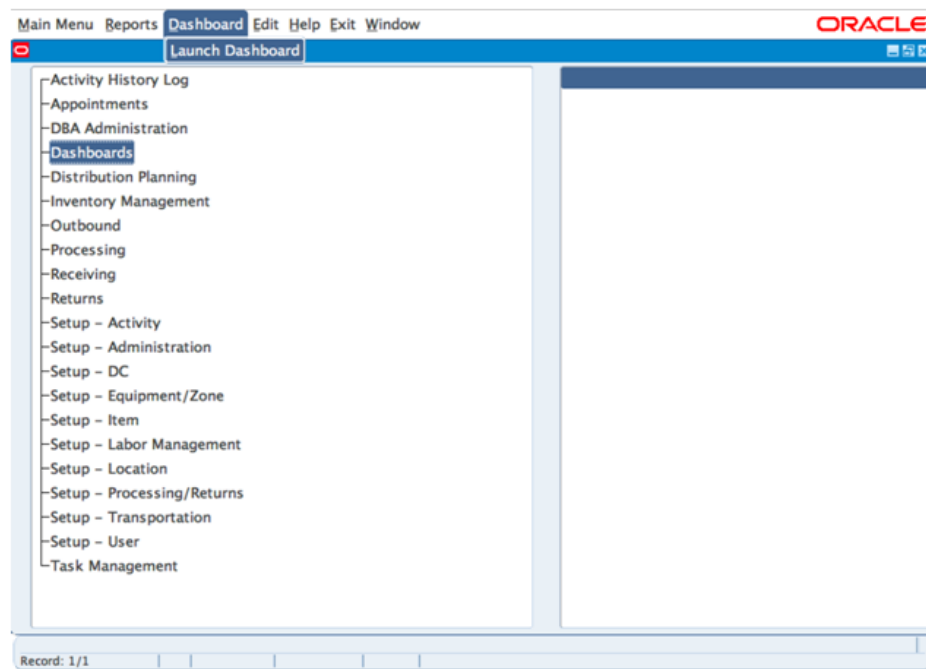 Main Menu Reports Dashboard Edit Help Exit Window ORACLE
Launch Dashboard
Activity History Log
Appointments
DBA Administration
Dashboards
Distribution Planning
Inventory Management
Outbound
Processing
Receiving
Returns
Setup – Activity
Setup – Administration
Setup – DC
Setup – Equipment/Zone
Setup – Item
Setup – Labor Management
Setup – Location
Setup – Processing/Returns
Setup – Transportation
Setup – User
Task Management
Record: 1/1